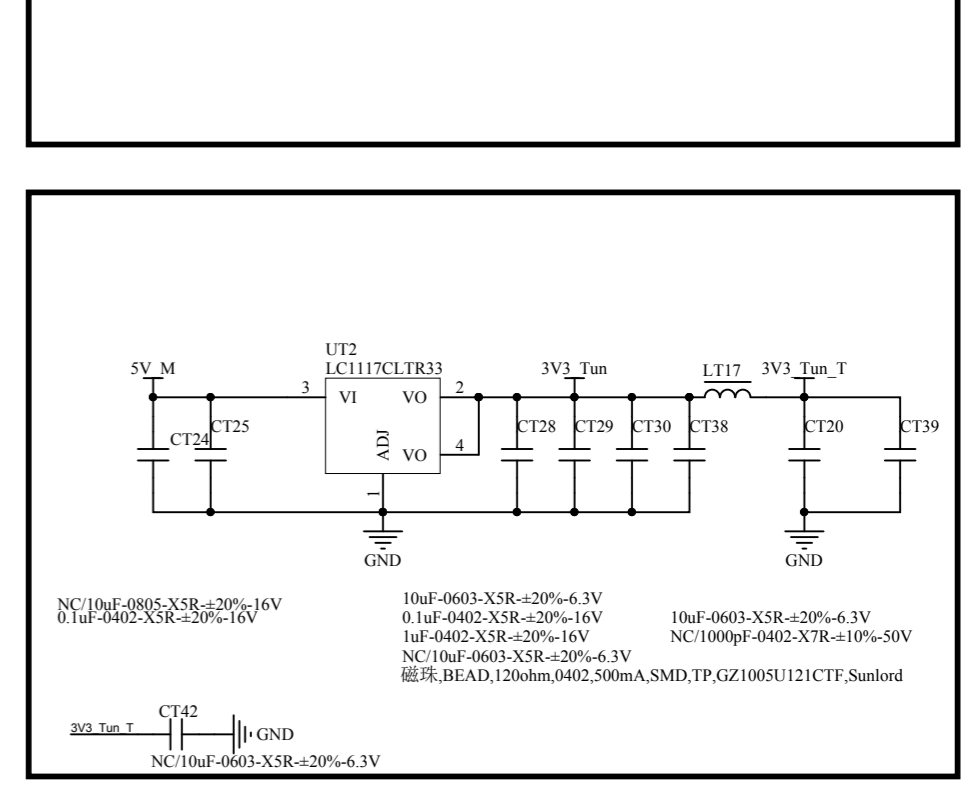 UT2
LC1117CLTR33
5V_M
3V3_Tun
LT17
3V3_Tun_T
3
VI
VO
2
CT24
CT25
ADJ
VO
4
1
CT28
CT29
CT30
CT38
CT20
CT39
GND
GND
NC/10uF-0805-X5R-±20%-16V
0.1uF-0402-X5R-±20%-16V
10uF-0603-X5R-±20%-6.3V
0.1uF-0402-X5R-±20%-16V
1uF-0402-X5R-±20%-16V
NC/10uF-0603-X5R-±20%-6.3V
磁珠,BEAD,120ohm,0402,500mA,SMD,TP,GZ1005U121CTF,Sunlord
10uF-0603-X5R-±20%-6.3V
NC/1000pF-0402-X7R-±10%-50V
CT42
3V3_Tun_T
GND
NC/10uF-0603-X5R-±20%-6.3V